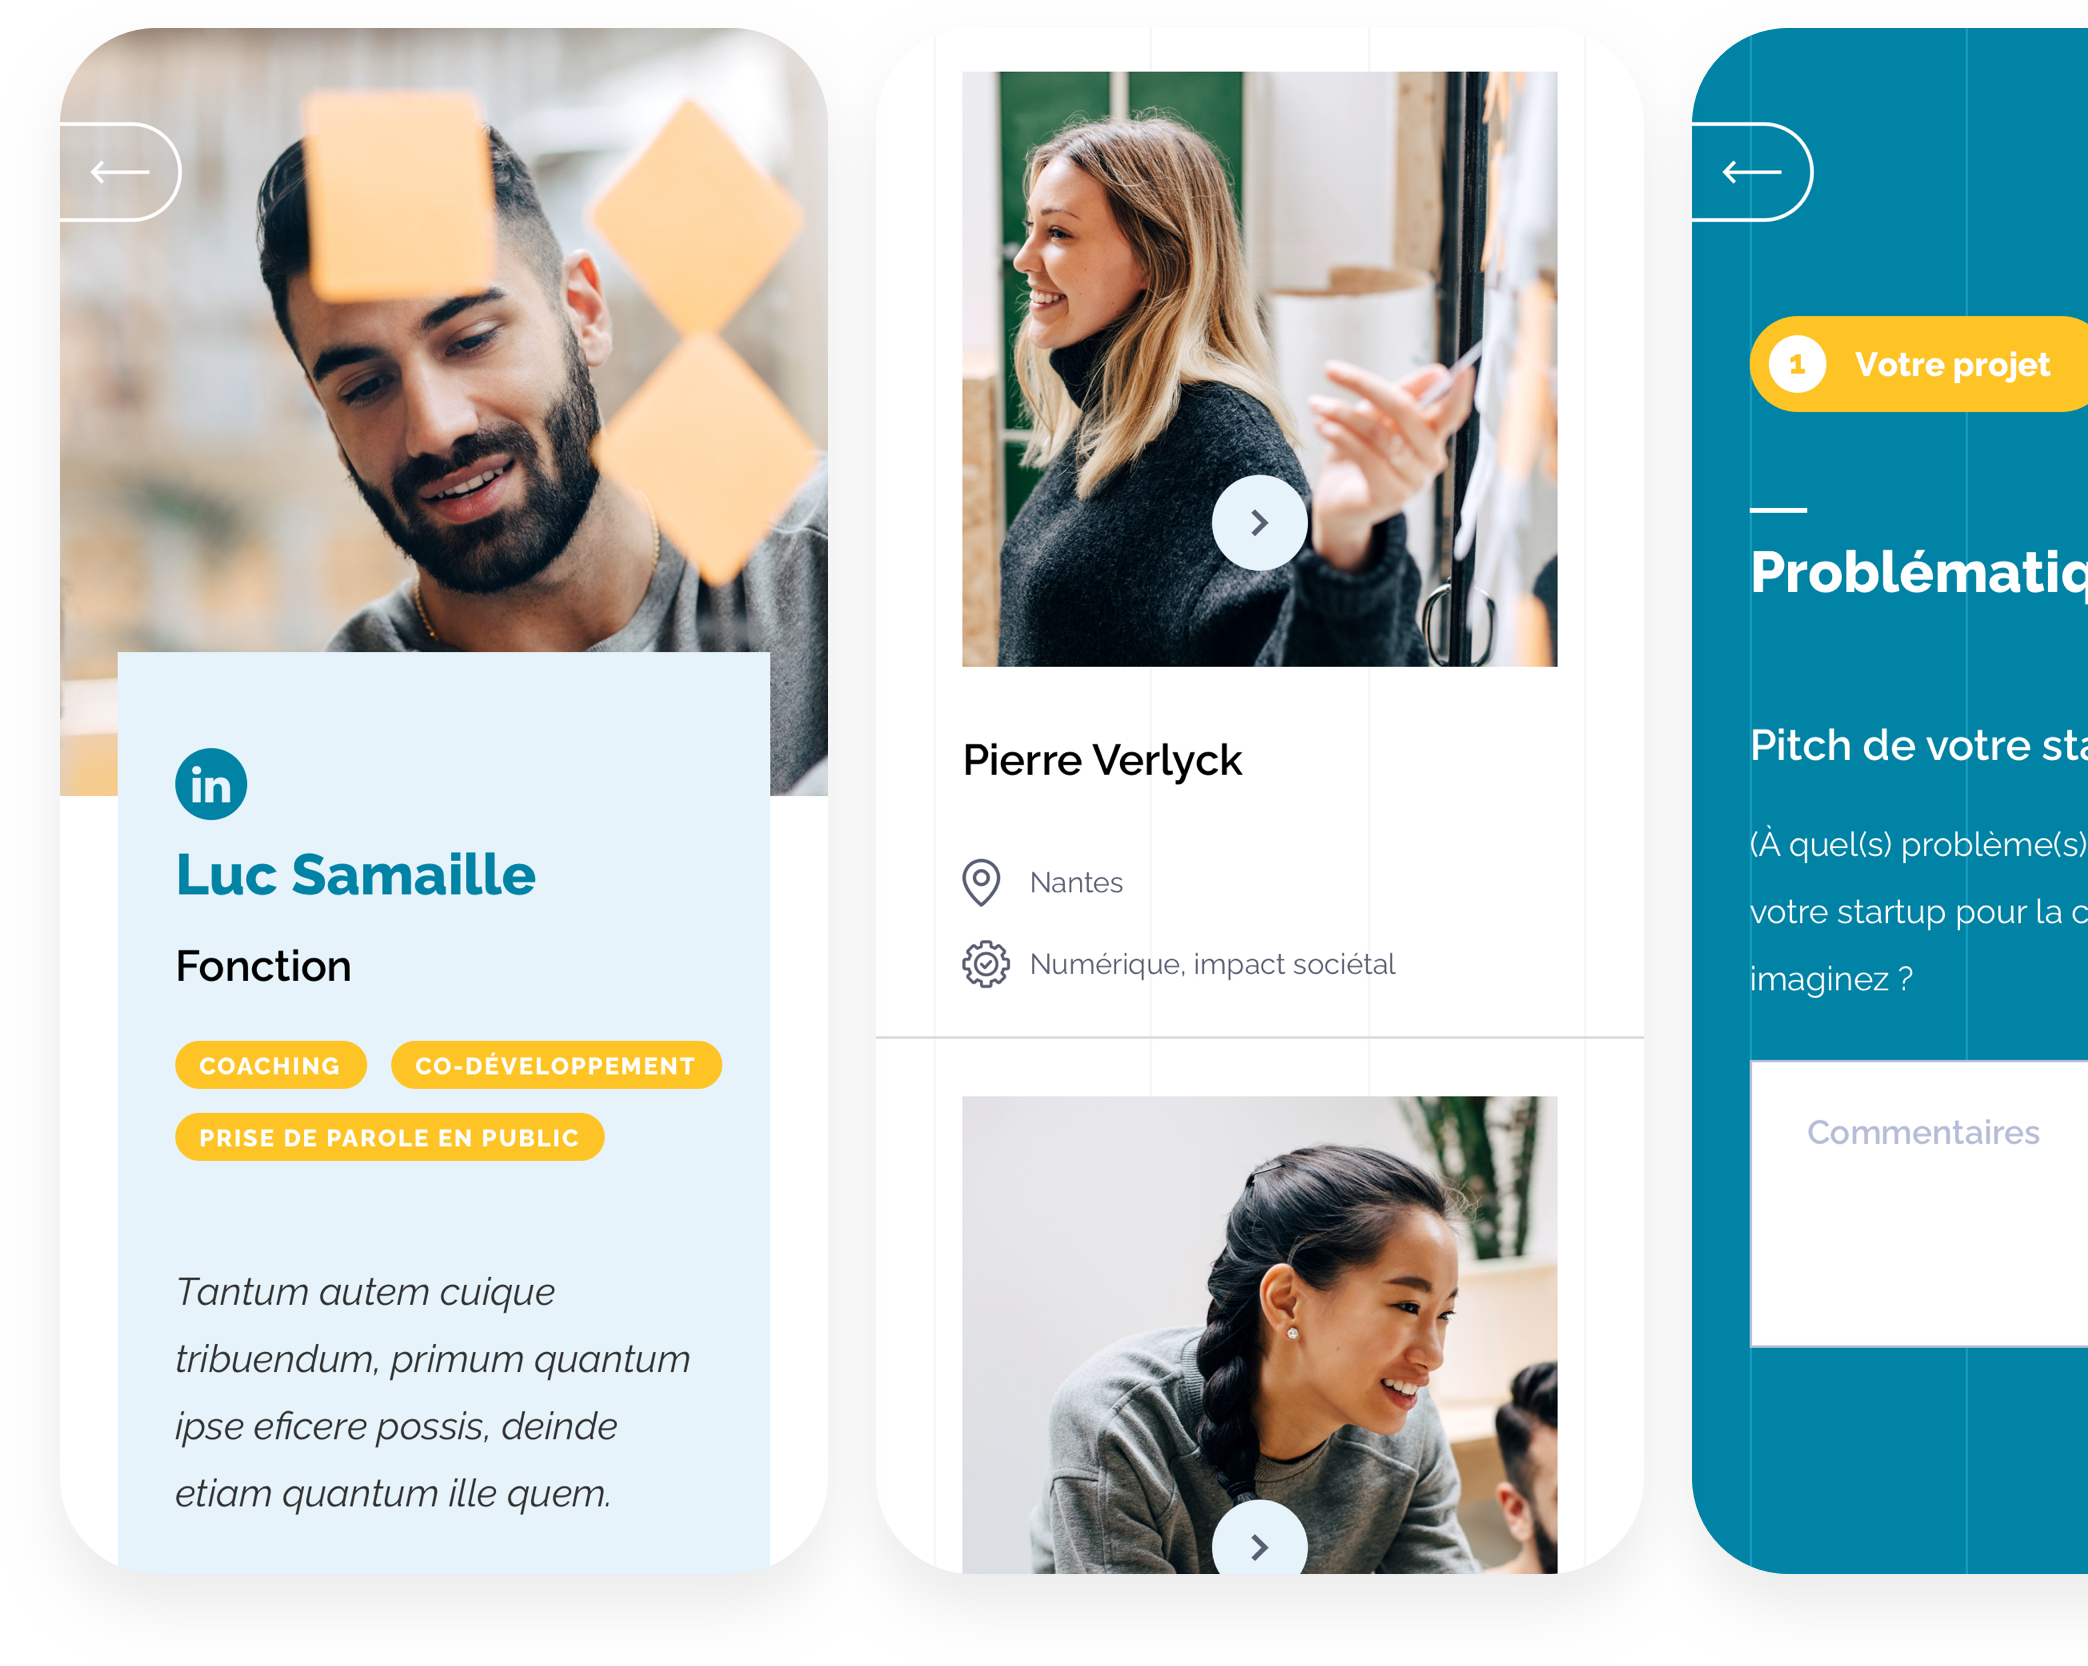 in
Luc Samaille
Fonction
COACHING
CO-DÉVELOPPEMENT
PRISE DE PAROLE EN PUBLIC
Tantum autem cuique
tribuendum, primum quantum
ipse eficere possis, deinde
etiam quantum ille quem.
Pierre Verlyck
Nantes
Numérique, impact sociétal
1 Votre projet
Pitch de votre
(À quel(s) problème(s)
votre startup pour la
imaginez ?
Commentaires